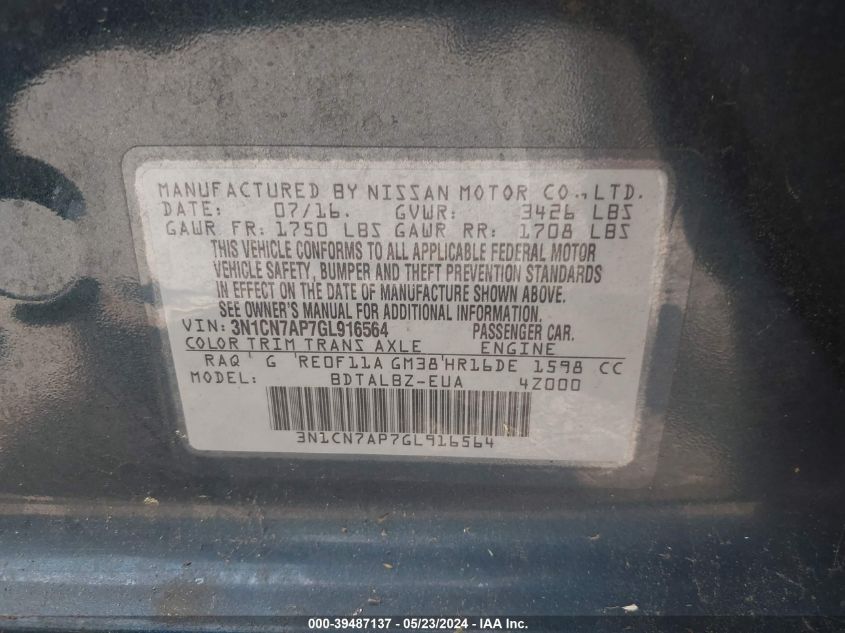 MANUFACTURED BY NISSAN MOTOR CO., LTD.
DATE: 07/16. GVWR: 3426 LBS
GAWR FR: 1750 LBS GAWR RR: 1708 LBS
THIS VEHICLE CONFORMS TO ALL APPLICABLE FEDERAL MOTOR
VEHICLE SAFETY, BUMPER AND THEFT PREVENTION STANDARDS
IN EFFECT ON THE DATE OF MANUFACTURE SHOWN ABOVE.
SEE OWNER'S MANUAL FOR ADDITIONAL INFORMATION.
VIN: 3N1CN7AP7GL916564 PASSENGER CAR.
COLOR TRIM TRANS AXLE ENGINE
RAQ G RE0F11A GM38 HR16DE 1598 CC
MODEL: BDTALBZ-EUA 4Z000
3N1CN7AP7GL916564
000-39487137 - 05/23/2024 - IAA Inc.